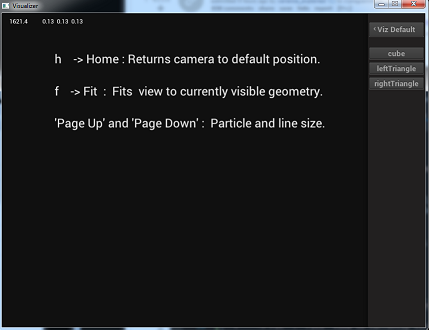 Visualizer
1621.4 0.13 0.13 0.13
‹Viz Default
h -> Home : Returns camera to default position.
cube
leftTriangle
rightTriangle
f -> Fit : Fits view to currently visible geometry.
'Page Up' and 'Page Down' : Particle and line size.